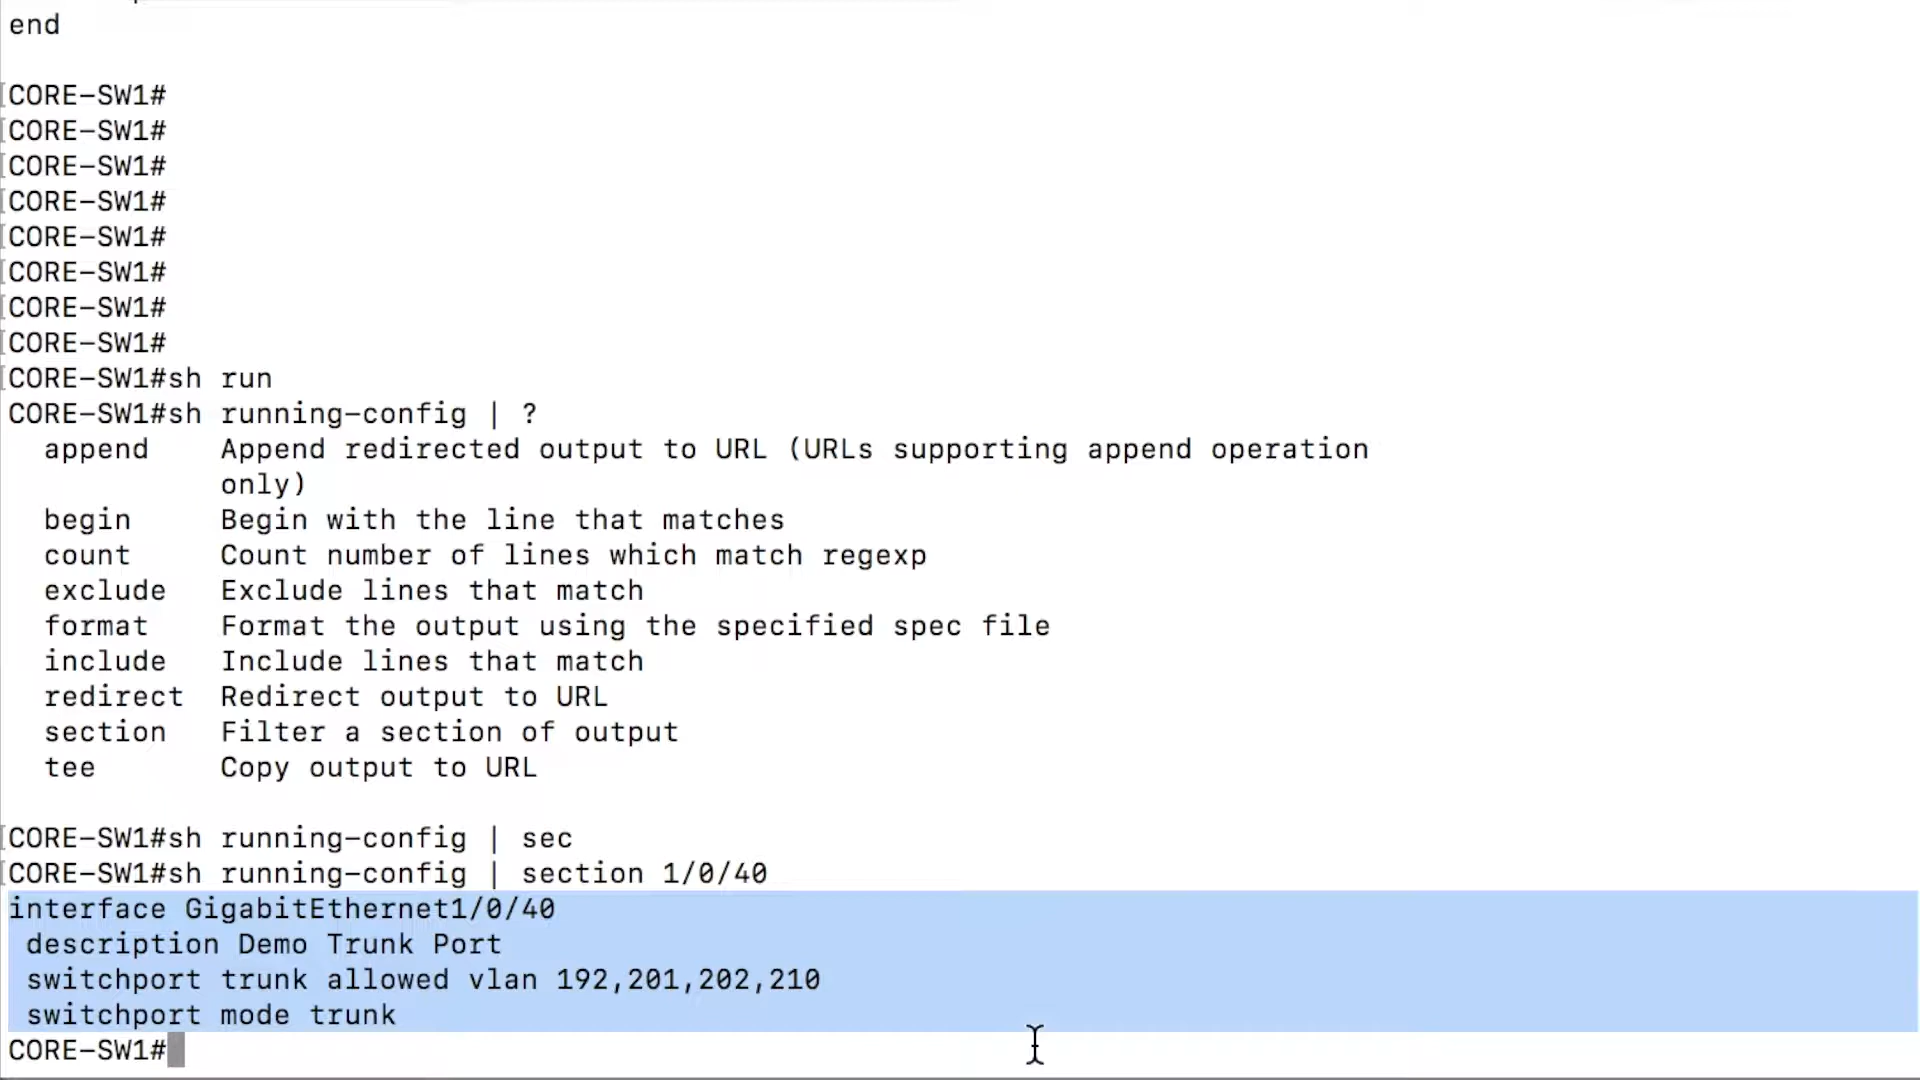 end
CORE-SW1#
CORE-SW1#
CORE-SW1#
CORE-SW1#
CORE-SW1#
CORE-SW1#
CORE-SW1#
CORE-SW1#
CORE-SW1#sh run
CORE-SW1#sh running-config | ?
append Append redirected output to URL (URLs supporting append operation
only)
begin Begin with the line that matches
count Count number of lines which match regexp
exclude Exclude lines that match
format Format the output using the specified spec file
include Include lines that match
redirect Redirect output to URL
section Filter a section of output
tee Copy output to URL
CORE-SW1#sh running-config | sec
CORE-SW1#sh running-config | section 1/0/40
interface GigabitEthernet1/0/40
description Demo Trunk Port
switchport trunk allowed vlan 192,201,202,210
switchport mode trunk
CORE-SW1#